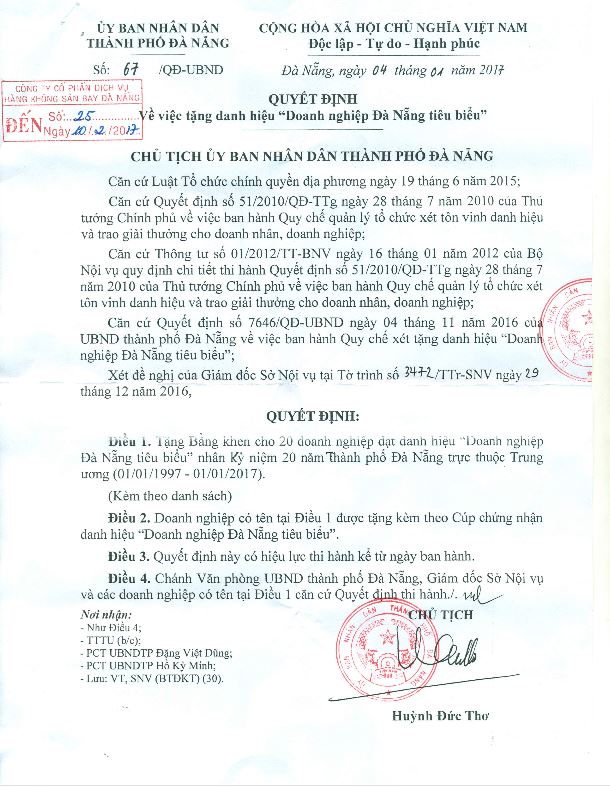 ỦY BAN NHÂN DÂN
THÀNH PHỐ ĐÀ NẴNG
CỘNG HÒA XÃ HỘI CHỦ NGHĨA VIỆT NAM
Độc lập - Tự do - Hạnh phúc
Số: 67 /QĐ-UBND
Đà Nẵng, ngày 04 tháng 01 năm 2017
CÔNG TY CỔ PHẦN DỊCH VỤ
HÀNG KHÔNG SÂN BAY ĐÀ NẴNG
ĐẾN Số:...25...............
Ngày 10/.2./2017
QUYẾT ĐỊNH
Về việc tặng danh hiệu “Doanh nghiệp Đà Nẵng tiêu biểu”
CHỦ TỊCH ỦY BAN NHÂN DÂN THÀNH PHỐ ĐÀ NẴNG
Căn cứ Luật Tổ chức chính quyền địa phương ngày 19 tháng 6 năm 2015;
Căn cứ Quyết định số 51/2010/QĐ-TTg ngày 28 tháng 7 năm 2010 của Thủ
tướng Chính phủ về việc ban hành Quy chế quản lý tổ chức xét tôn vinh danh hiệu
và trao giải thưởng cho doanh nhân, doanh nghiệp;
Căn cứ Thông tư số 01/2012/TT-BNV ngày 16 tháng 01 năm 2012 của Bộ
Nội vụ quy định chi tiết thi hành Quyết định số 51/2010/QĐ-TTg ngày 28 tháng 7
năm 2010 của Thủ tướng Chính phủ về việc ban hành Quy chế quản lý tổ chức xét
tôn vinh danh hiệu và trao giải thưởng cho doanh nhân, doanh nghiệp;
Căn cứ Quyết định số 7646/QĐ-UBND ngày 04 tháng 11 năm 2016 của
UBND thành phố Đà Nẵng về việc ban hành Quy chế xét tặng danh hiệu “Doanh
nghiệp Đà Nẵng tiêu biểu”;
Xét đề nghị của Giám đốc Sở Nội vụ tại Tờ trình số 3472/TTr-SNV ngày 29
tháng 12 năm 2016,
QUYẾT ĐỊNH:
Điều 1. Tặng Bằng khen cho 20 doanh nghiệp đạt danh hiệu “Doanh nghiệp
Đà Nẵng tiêu biểu” nhân Kỷ niệm 20 năm Thành phố Đà Nẵng trực thuộc Trung
ương (01/01/1997 - 01/01/2017).
(Kèm theo danh sách)
Điều 2. Doanh nghiệp có tên tại Điều 1 được tặng kèm theo Cúp chứng nhận
danh hiệu “Doanh nghiệp Đà Nẵng tiêu biểu”.
Điều 3. Quyết định này có hiệu lực thi hành kể từ ngày ban hành.
Điều 4. Chánh Văn phòng UBND thành phố Đà Nẵng, Giám đốc Sở Nội vụ
và các doanh nghiệp có tên tại Điều 1 căn cứ Quyết định thi hành./.
Nơi nhận:
- Như Điều 4;
- TTTU (b/c);
- PCT UBNDTP Đặng Việt Dũng;
- PCT UBNDTP Hồ Kỳ Minh;
- Lưu: VT, SNV (BTĐKT) (30).
CHỦ TỊCH
Huỳnh Đức Thơ